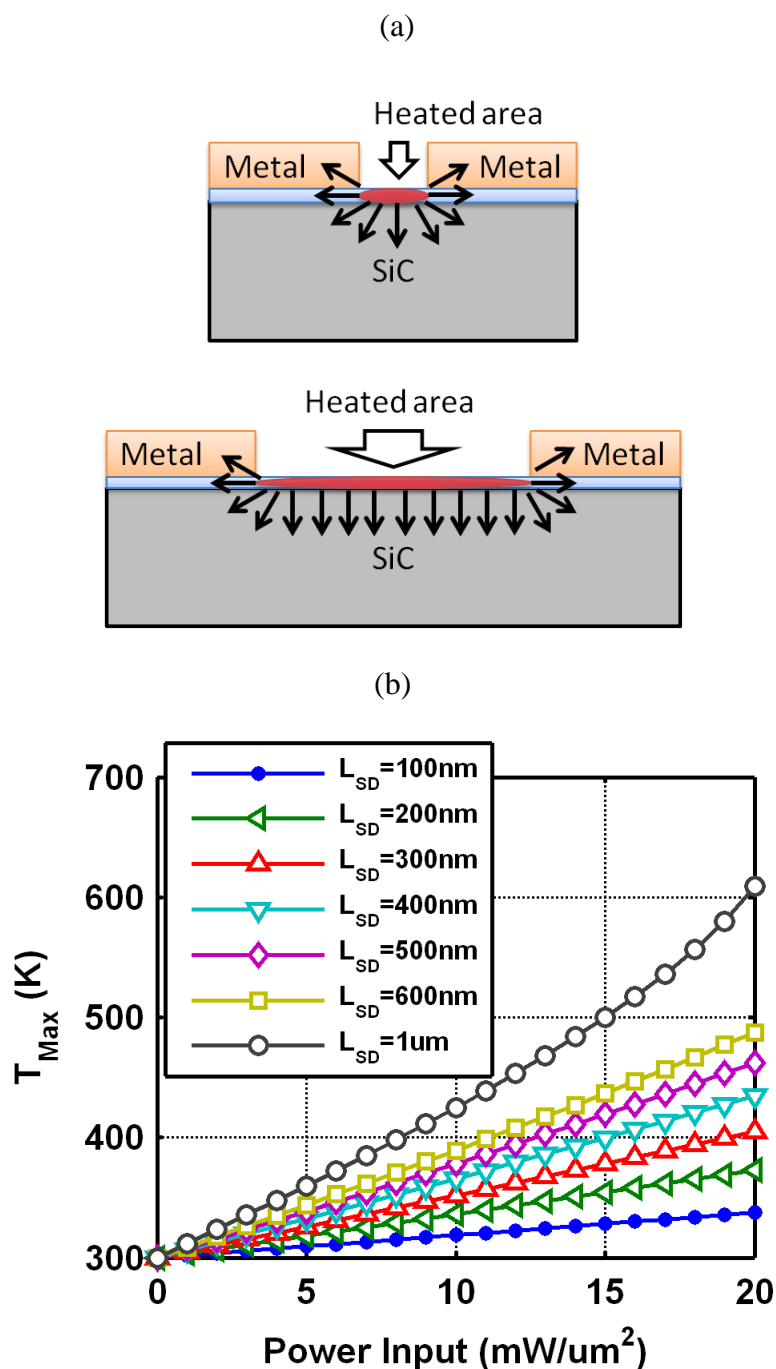 (a)
Heated area
Metal Metal
SiC
Heated area
Metal Metal
SiC
(b)
L_SD=100nm
L_SD=200nm
L_SD=300nm
L_SD=400nm
L_SD=500nm
L_SD=600nm
L_SD=1um
T_Max (K)
700
600
500
400
300
0 5 10 15 20
Power Input (mW/um²)